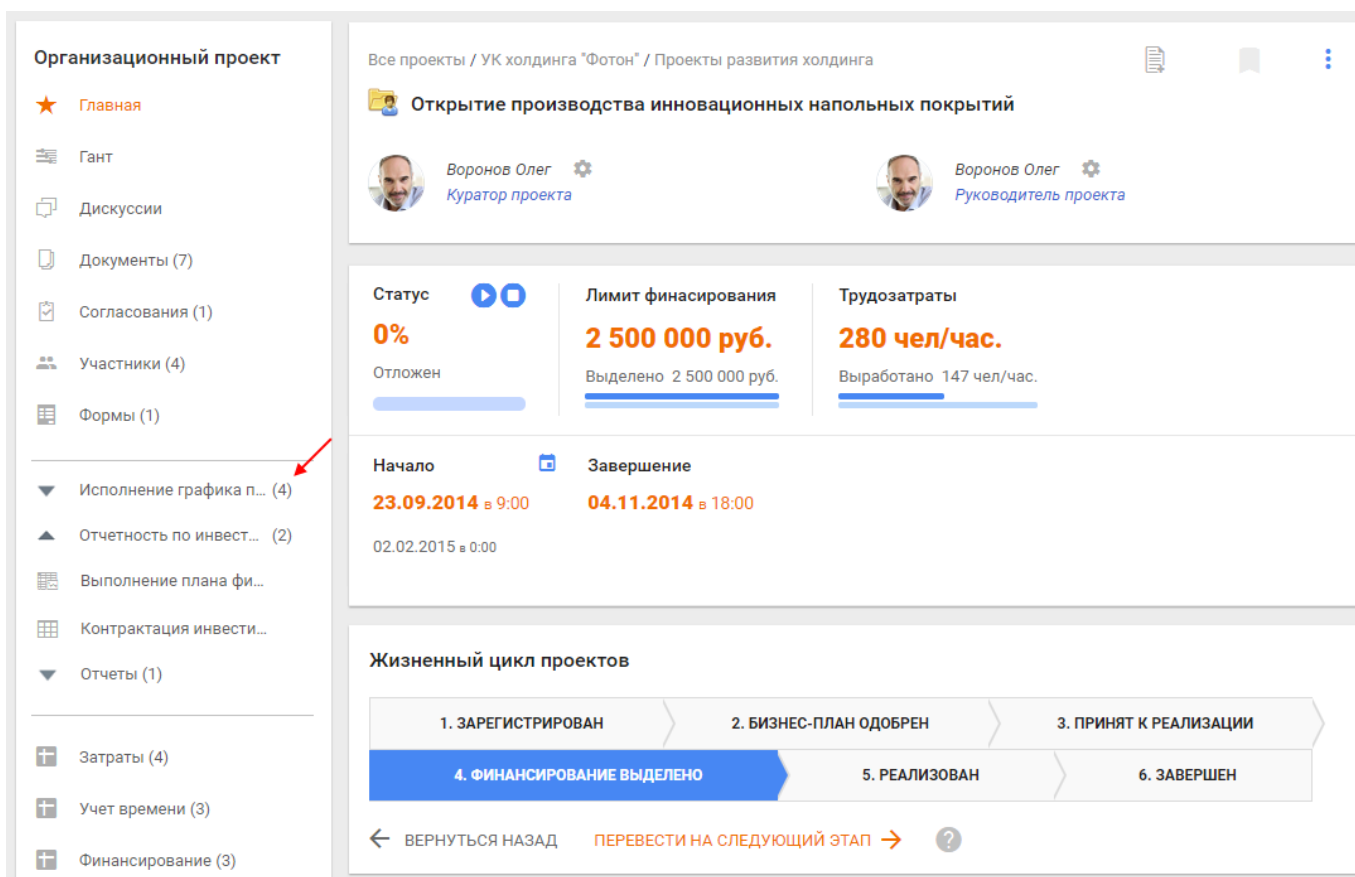 Организационный проект
Главная
Гант
Дискуссии
Документы (7)
Согласования (1)
Участники (4)
Формы (1)
Исполнение графика п... (4)
Отчетность по инвест... (2)
Выполнение плана фи...
Контрактация инвести...
Отчеты (1)
Затраты (4)
Учет времени (3)
Финансирование (3)
Все проекты / УК холдинга "Фотон" / Проекты развития холдинга
Открытие производства инновационных напольных покрытий
Воронов Олег
Куратор проекта
Воронов Олег
Руководитель проекта
Статус
0%
Отложен
Лимит финасирования
2 500 000 руб.
Выделено 2 500 000 руб.
Трудозатраты
280 чел/час.
Выработано 147 чел/час.
Начало
23.09.2014 в 9:00
02.02.2015 в 0:00
Завершение
04.11.2014 в 18:00
Жизненный цикл проектов
1. ЗАРЕГИСТРИРОВАН
2. БИЗНЕС-ПЛАН ОДОБРЕН
3. ПРИНЯТ К РЕАЛИЗАЦИИ
4. ФИНАНСИРОВАНИЕ ВЫДЕЛЕНО
5. РЕАЛИЗОВАН
6. ЗАВЕРШЕН
ВЕРНУТЬСЯ НАЗАД
ПЕРЕВЕСТИ НА СЛЕДУЮЩИЙ ЭТАП
?